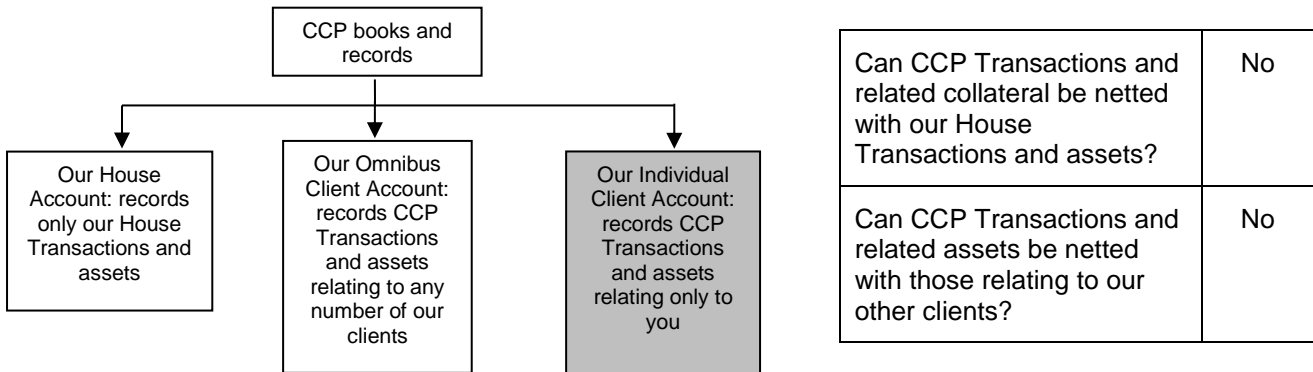 CCP books and
records
Our House
Account: records
only our House
Transactions and
assets
Our Omnibus
Client Account:
records CCP
Transactions
and assets
relating to any
number of our
clients
Our Individual
Client Account:
records CCP
Transactions
and assets
relating only to
you
Can CCP Transactions and
related collateral be netted
with our House
Transactions and assets?
No
Can CCP Transactions and
related assets be netted
with those relating to our
other clients?
No